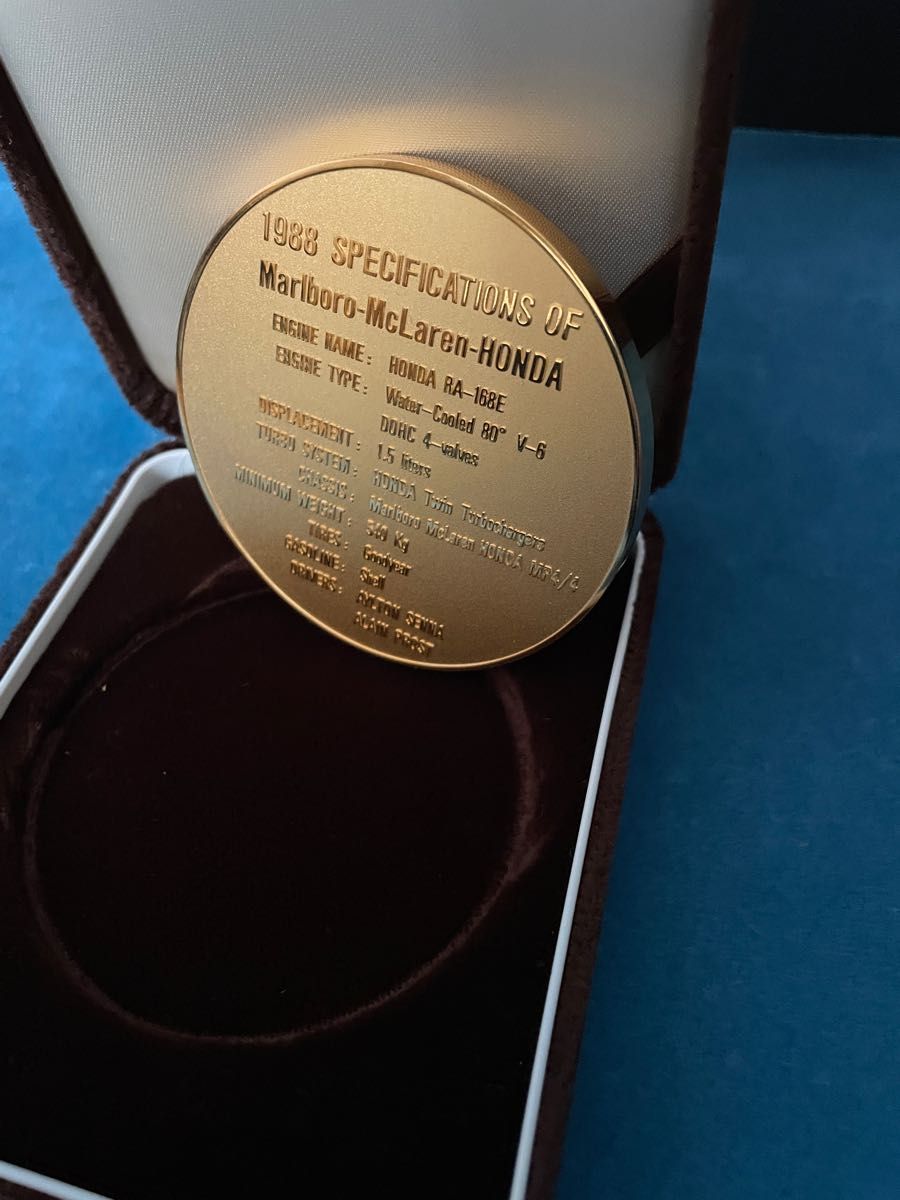 1988 SPECIFICATIONS OF
Marlboro-McLaren-HONDA
ENGINE NAME: HONDA RA-168E
ENGINE TYPE: Water-Cooled 80° V-6
DOHC 4-valves
DISPLACEMENT: 1.5 liters
TURBO SYSTEM: HONDA Twin Turbochargers
CHASSIS: Marlboro McLaren HONDA MP4/4
MINIMUM WEIGHT: 540 Kg
TIRES: Goodyear
GASOLINE: Shell
DRIVERS: AYLTON SENNA
ALAIN PROST